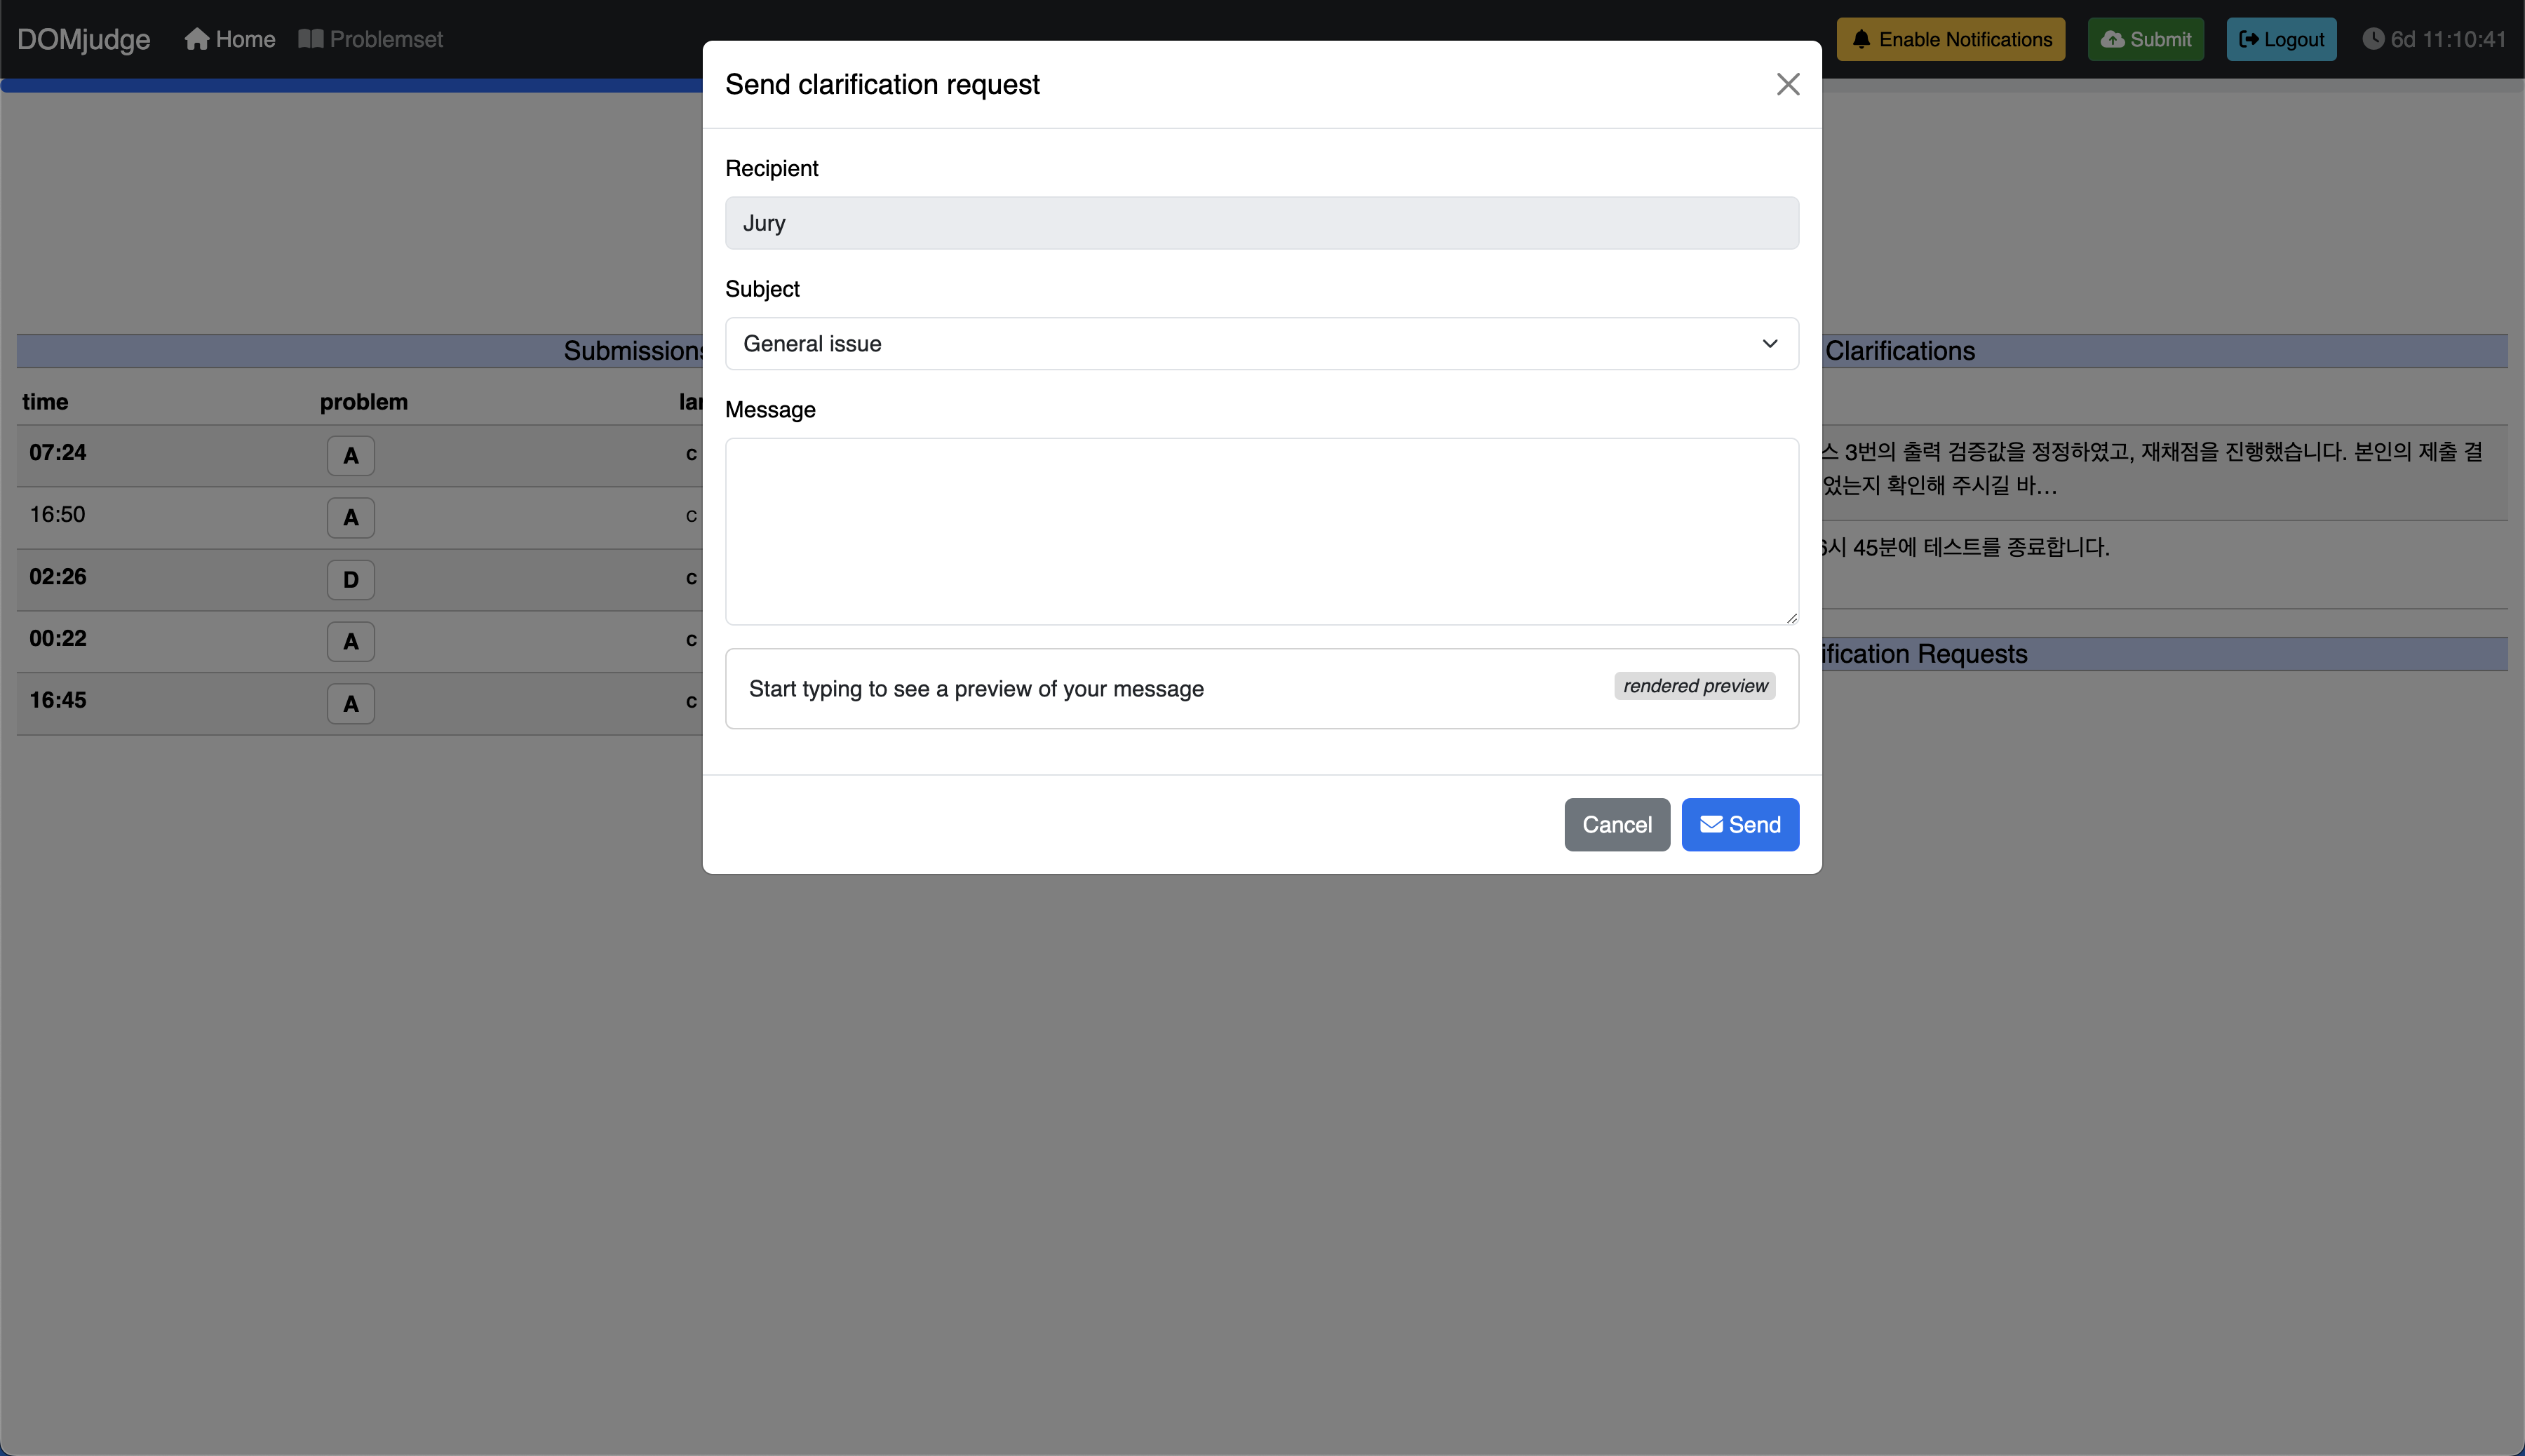 DOMjudge Home Problemset Enable Notifications Submit Logout 6d 11:10:41
Send clarification request
Recipient
Jury
Subject
General issue
Message
Start typing to see a preview of your message rendered preview
Cancel Send
Submissions
time problem
07:24 A c
16:50 A c
02:26 D c
00:22 A c
16:45 A c
Clarifications
3번의 출력 검증값을 정정하였고, 재채점을 진행했습니다. 본인의 제출 결
었는지 확인해 주시길 바…
6시 45분에 테스트를 종료합니다.
Requests